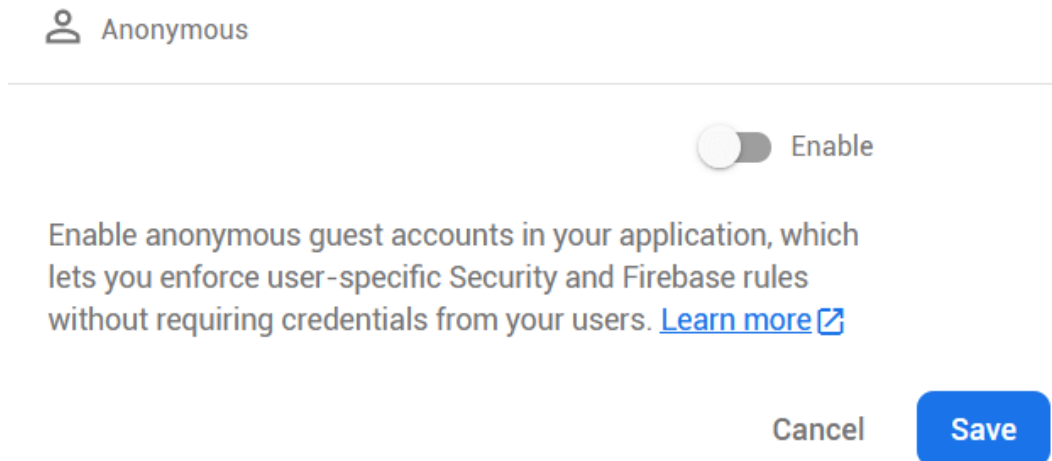 Anonymous
Enable
Enable anonymous guest accounts in your application, which
lets you enforce user-specific Security and Firebase rules
without requiring credentials from your users. Learn more
Cancel Save